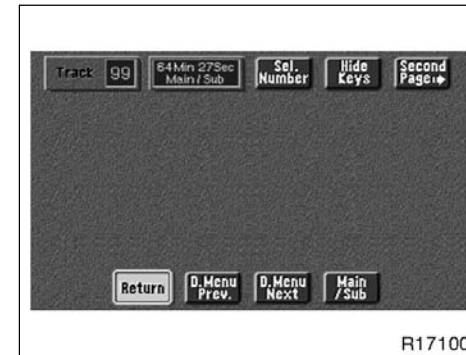 Track 99
64Min 27Sec
Main / Sub
Sel.
Number
Hide
Keys
Second
Page
Return
D.Menu
Prev.
D.Menu
Next
Main
/Sub
R17100